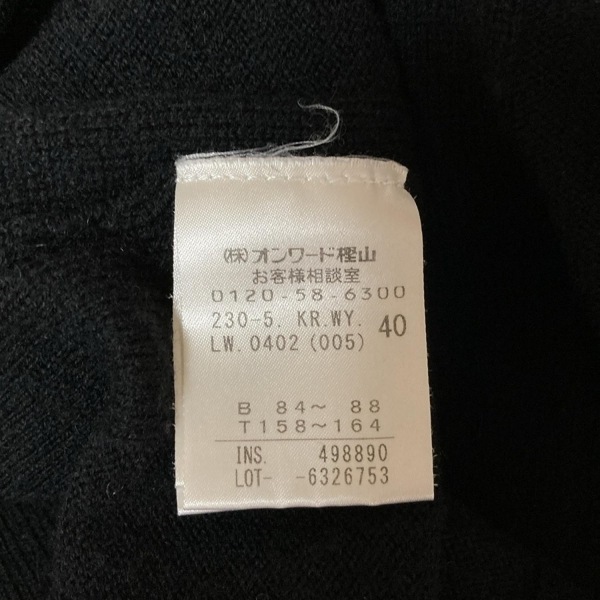 (株)オンワード樫山
お客様相談室
0120-58-6300
230-5. KR.WY. 40
LW.0402(005)
B 84〜 88
T158〜164
INS. 498890
LOT- -6326753